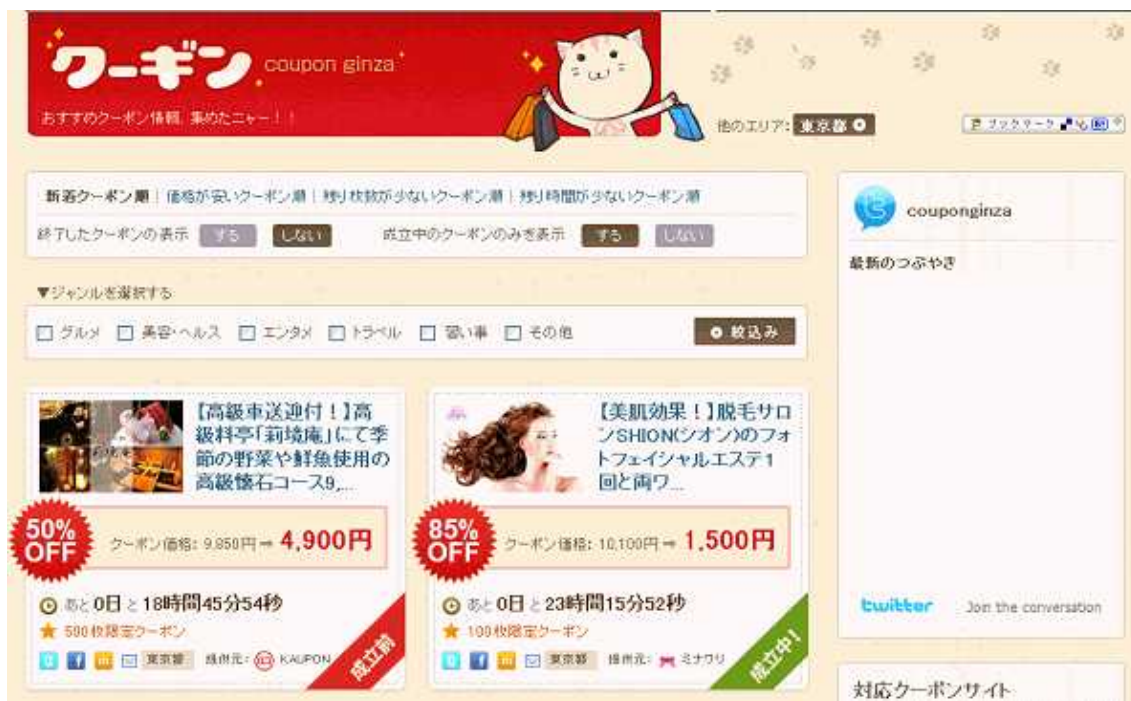 クーギン coupon ginza
おすすめのクーポン情報、集めたニャー！！
他のエリア: 東京都
ブックマーク
新着クーポン順 | 価格が安いクーポン順 | 残り枚数が少ないクーポン順 | 残り時間が少ないクーポン順
終了したクーポンの表示 する しない 成立中のクーポンのみを表示 する しない
▼ジャンルを選択する
グルメ 美容・ヘルス エンタメ トラベル 習い事 その他 絞込み
【高級車送迎付！】高
級料亭「莉境庵」にて季
節の野菜や鮮魚使用の
高級懐石コース9,...
50% OFF
クーポン価格: 9,850円⇒ 4,900円
あと 0日 と 18時間45分54秒
500枚限定クーポン
東京都 提供元: KAUPON
成立前
【美肌効果！】脱毛サロ
ンSHION(シオン)のフォ
トフェイシャルエステ1
回と両ワ...
85% OFF
クーポン価格: 10,100円⇒ 1,500円
あと 0日 と 23時間15分52秒
100枚限定クーポン
東京都 提供元: ミナワリ
成立中!
couponginza
最新のつぶやき
twitter Join the conversation
対応クーポンサイト